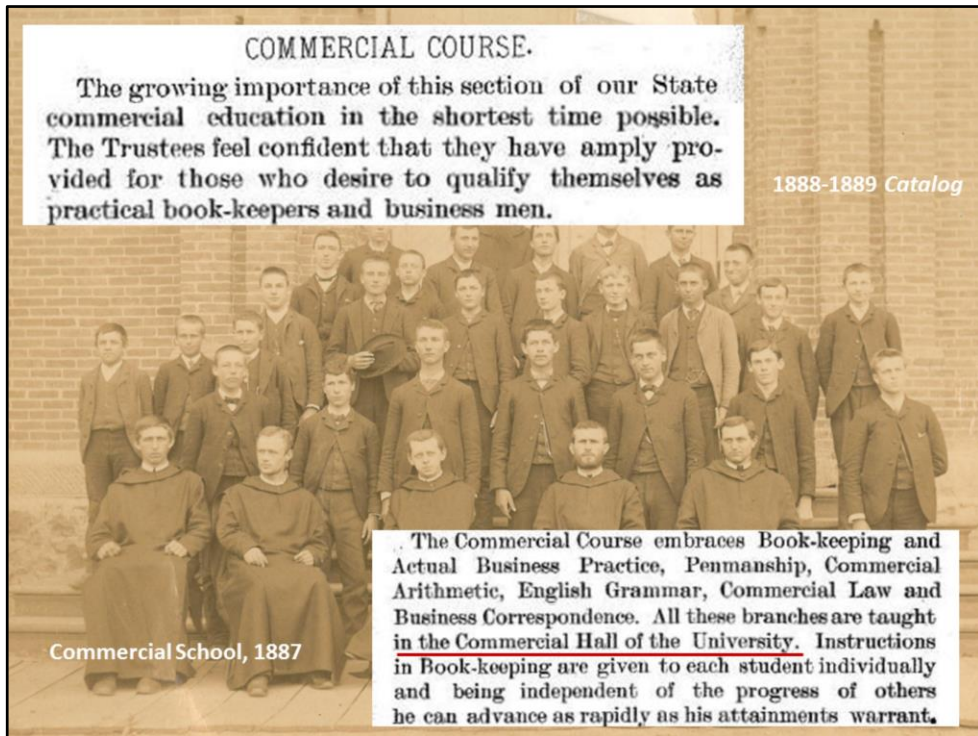 COMMERCIAL COURSE.
The growing importance of this section of our State
commercial education in the shortest time possible.
The Trustees feel confident that they have amply pro-
vided for those who desire to qualify themselves as
practical book-keepers and business men.
1888-1889 Catalog
The Commercial Course embraces Book-keeping and
Actual Business Practice, Penmanship, Commercial
Arithmetic, English Grammar, Commercial Law and
Business Correspondence. All these branches are taught
in the Commercial Hall of the University. Instructions
in Book-keeping are given to each student individually
and being independent of the progress of others
he can advance as rapidly as his attainments warrant.
Commercial School, 1887